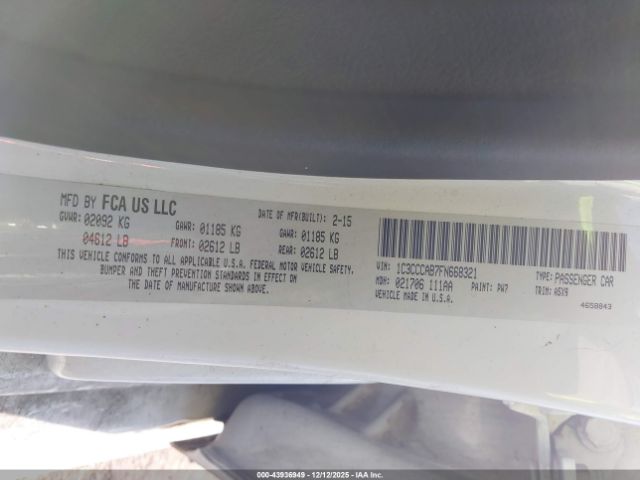 MFD BY FCA US LLC
DATE OF MFR(BUILT): 2-15
GVWR: 02092 KG GAWR: 01185 KG GAWR: 01185 KG
04612 LB FRONT: 02612 LB REAR: 02612 LB
THIS VEHICLE CONFORMS TO ALL APPLICABLE U.S.A. FEDERAL MOTOR VEHICLE SAFETY,
BUMPER AND THEFT PREVENTION STANDARDS IN EFFECT ON
THE DATE OF MANUFACTURE SHOWN ABOVE.
VIN: 1C3CCCAB7FN668321 TYPE: PASSENGER CAR
MDH: 021706 111AA PAINT: PW7 TRIM: A5X9
VEHICLE MADE IN U.S.A.
4658843
000-43936949 - 12/12/2025 - IAAI.COM